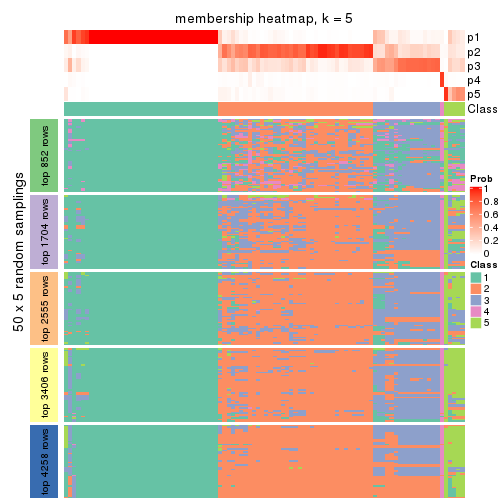 membership heatmap, k = 5
p1
p2
p3
p4
p5
Class
50 x 5 random samplings
top 852 rows
top 1704 rows
top 2555 rows
top 3406 rows
top 4258 rows
Prob
1
0.8
0.6
0.4
0.2
0
Class
1
2
3
4
5